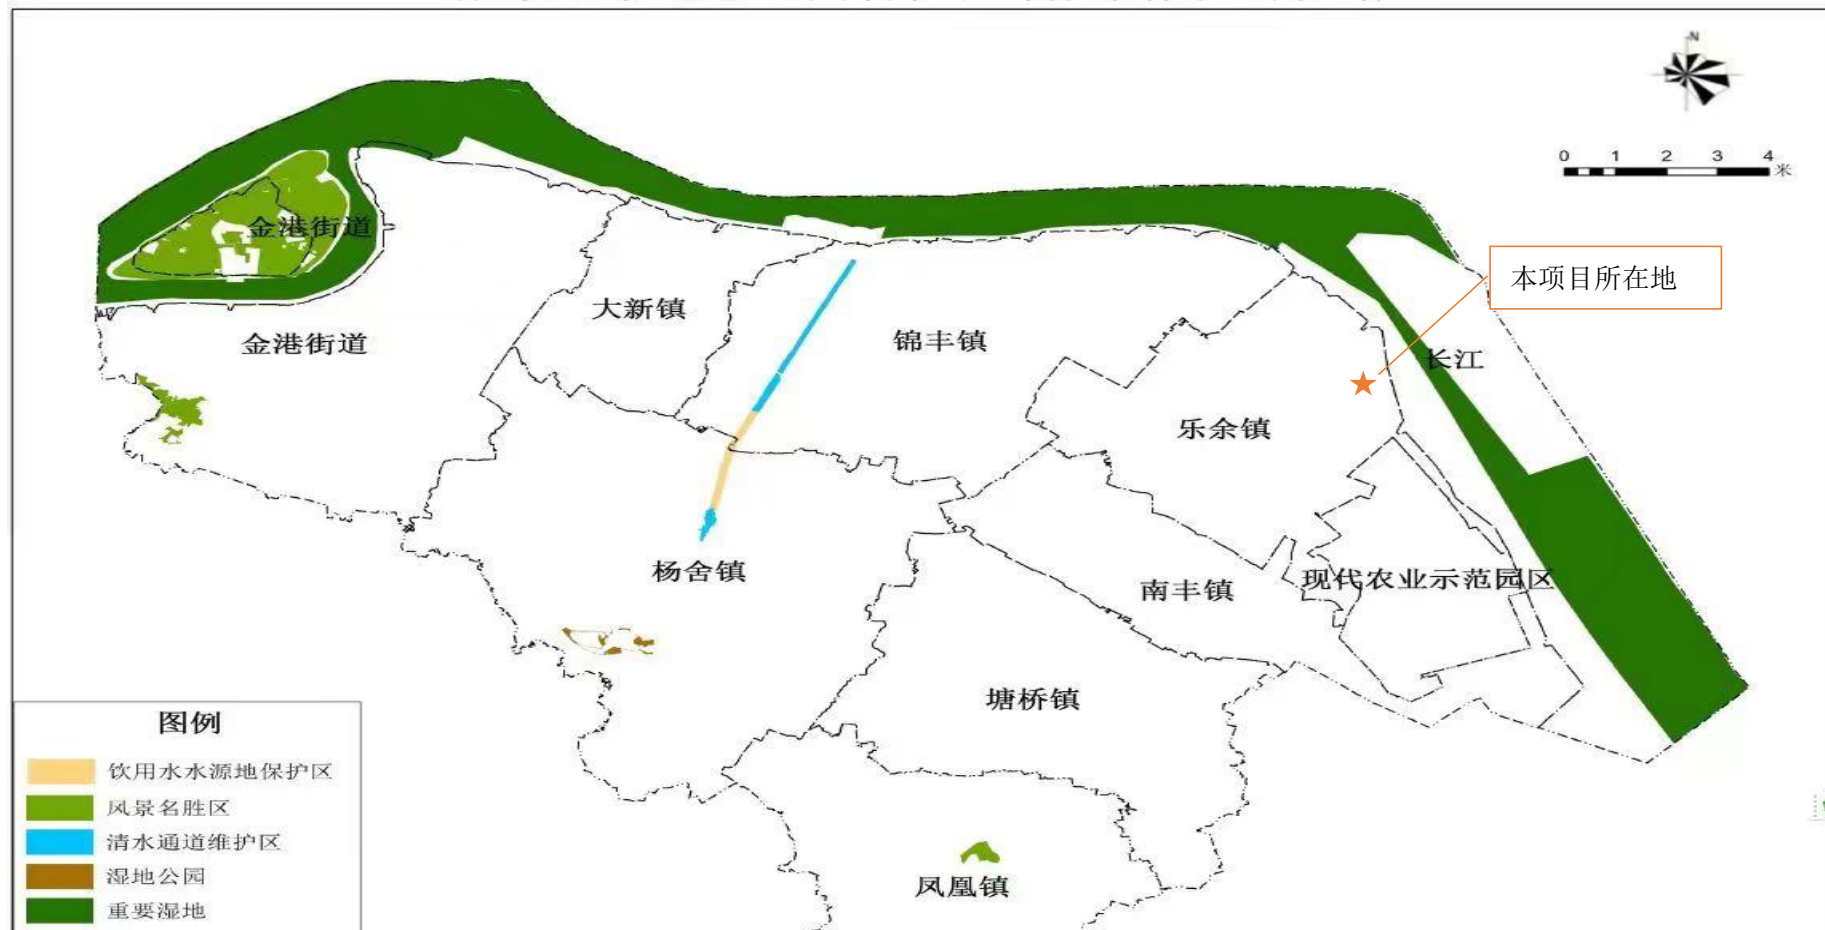 N
0 1 2 3 4
米
本项目所在地
金港街道
大新镇
金港街道
锦丰镇
长江
乐余镇
杨舍镇
南丰镇
现代农业示范园区
塘桥镇
凤凰镇
图例
饮用水水源地保护区
风景名胜区
清水通道维护区
湿地公园
重要湿地